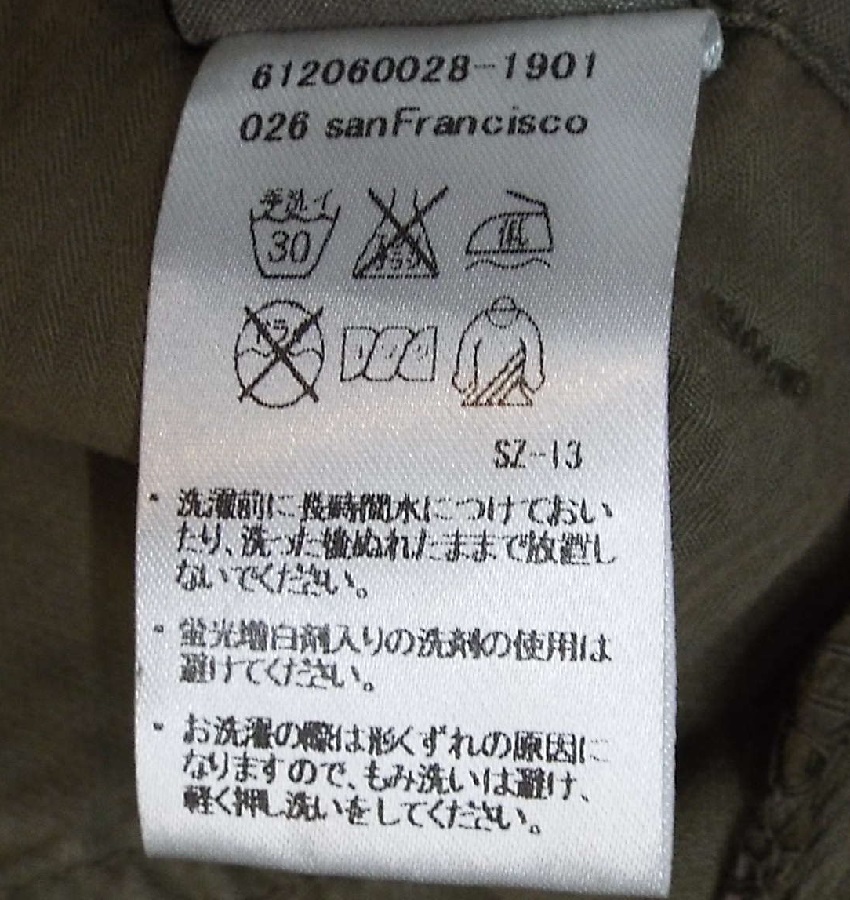 612060028-1901
026 sanFrancisco
手洗イ
30
低
SZ-13
・洗濯前に長時間水につけておい
たり、洗った後ぬれたままで放置し
ないでください。
・蛍光増白剤入りの洗剤の使用は
避けてください。
・お洗濯の際は形くずれの原因に
なりますので、もみ洗いは避け、
軽く押し洗いをしてください。